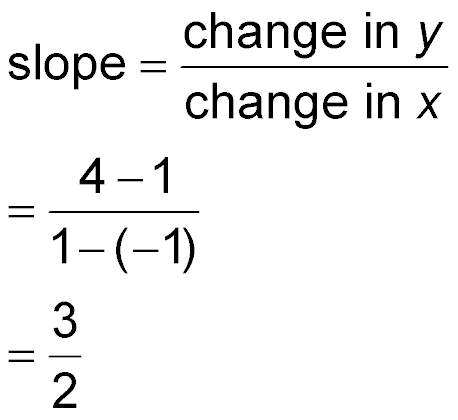 slope = change in y / change in x
= 4 – 1 / 1 – (–1)
= 3 / 2